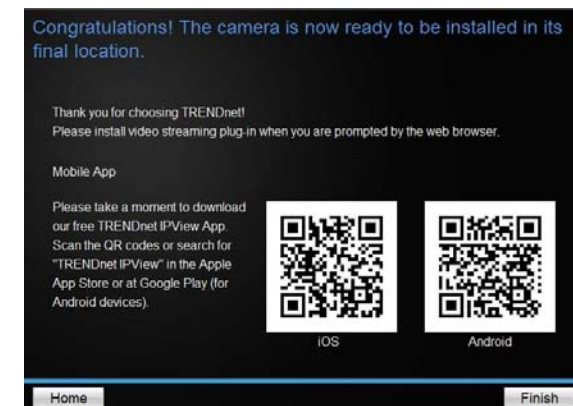 Congratulations! The camera is now ready to be installed in its
final location.
Thank you for choosing TRENDnet!
Please install video streaming plug-in when you are prompted by the web browser.
Mobile App
Please take a moment to download
our free TRENDnet IPView App.
Scan the QR codes or search for
"TRENDnet IPView" in the Apple
App Store or at Google Play (for
Android devices).
iOS
Android
Home
Finish